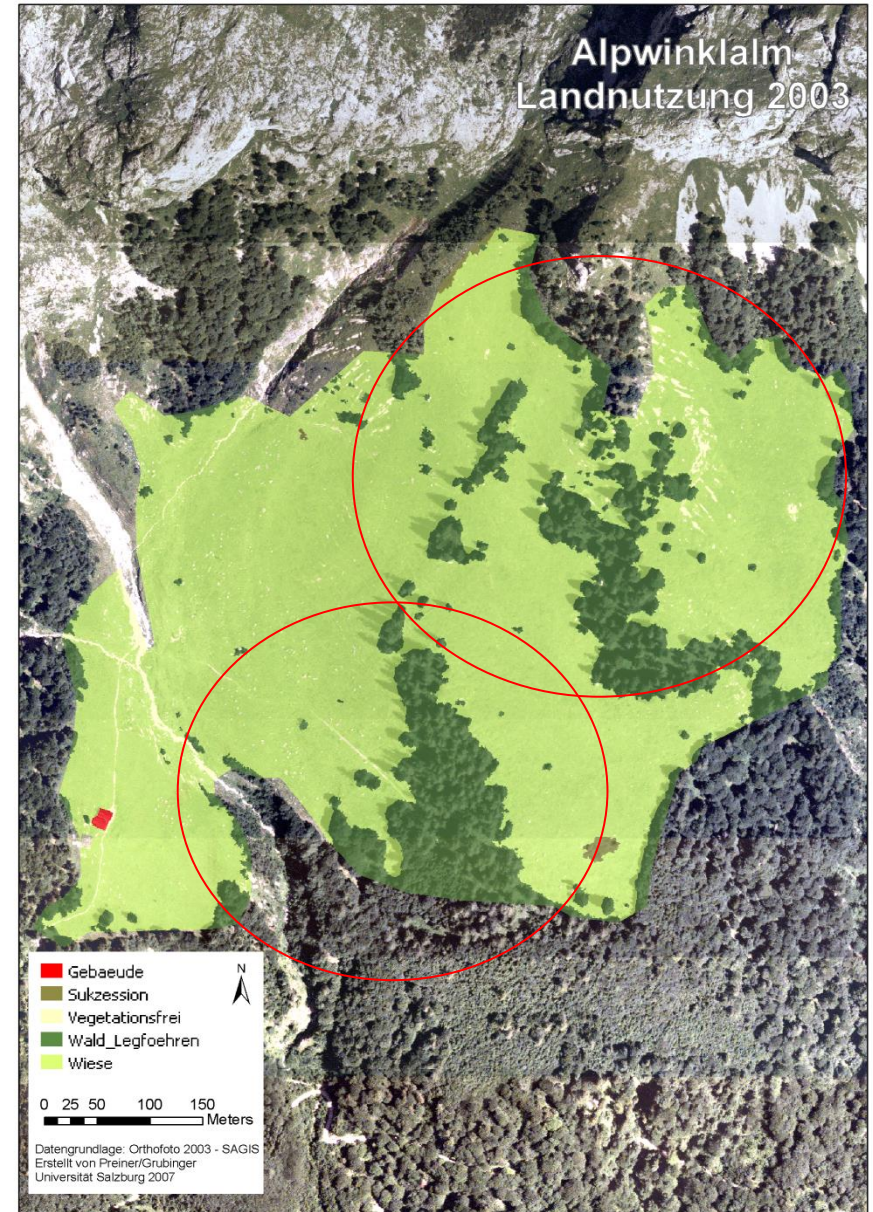 Alpwinklalm
Landnutzung 2003
Gebaeude
Sukzession
Vegetationsfrei
Wald_Legfoehren
Wiese
N
0 25 50 100 150
Meters
Datengrundlage: Orthofoto 2003 - SAGIS
Erstellt von Preiner/Grubinger
Universität Salzburg 2007